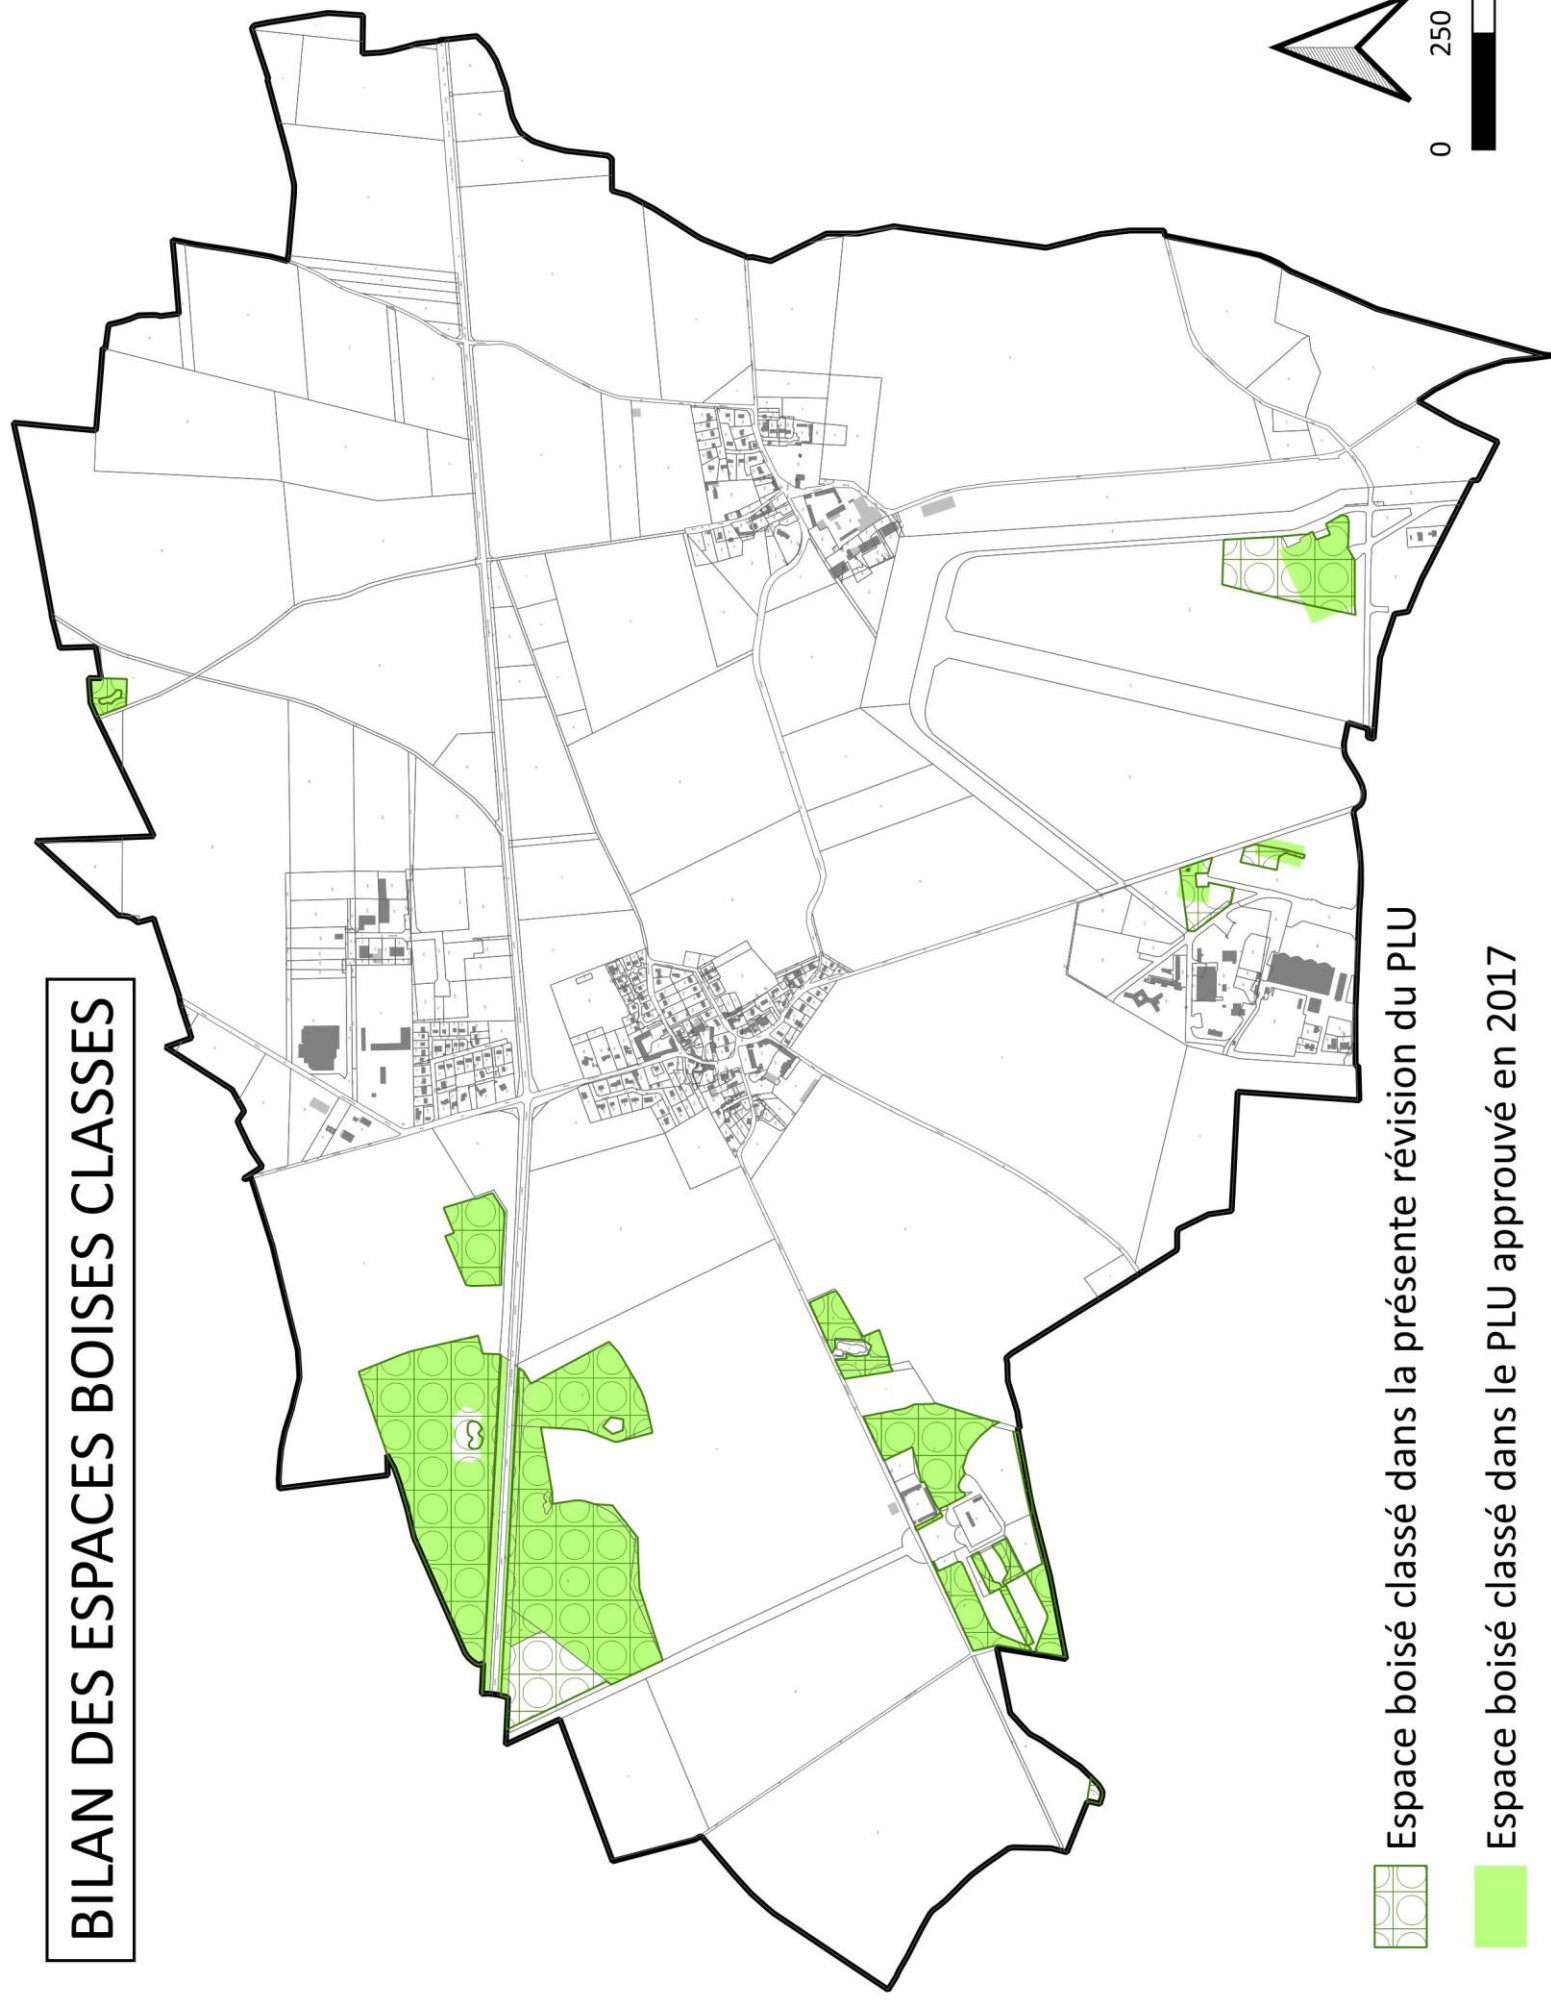 BILAN DES ESPACES BOISES CLASSES
Espace boisé classé dans la présente révision du PLU
Espace boisé classé dans le PLU approuvé en 2017
0 250